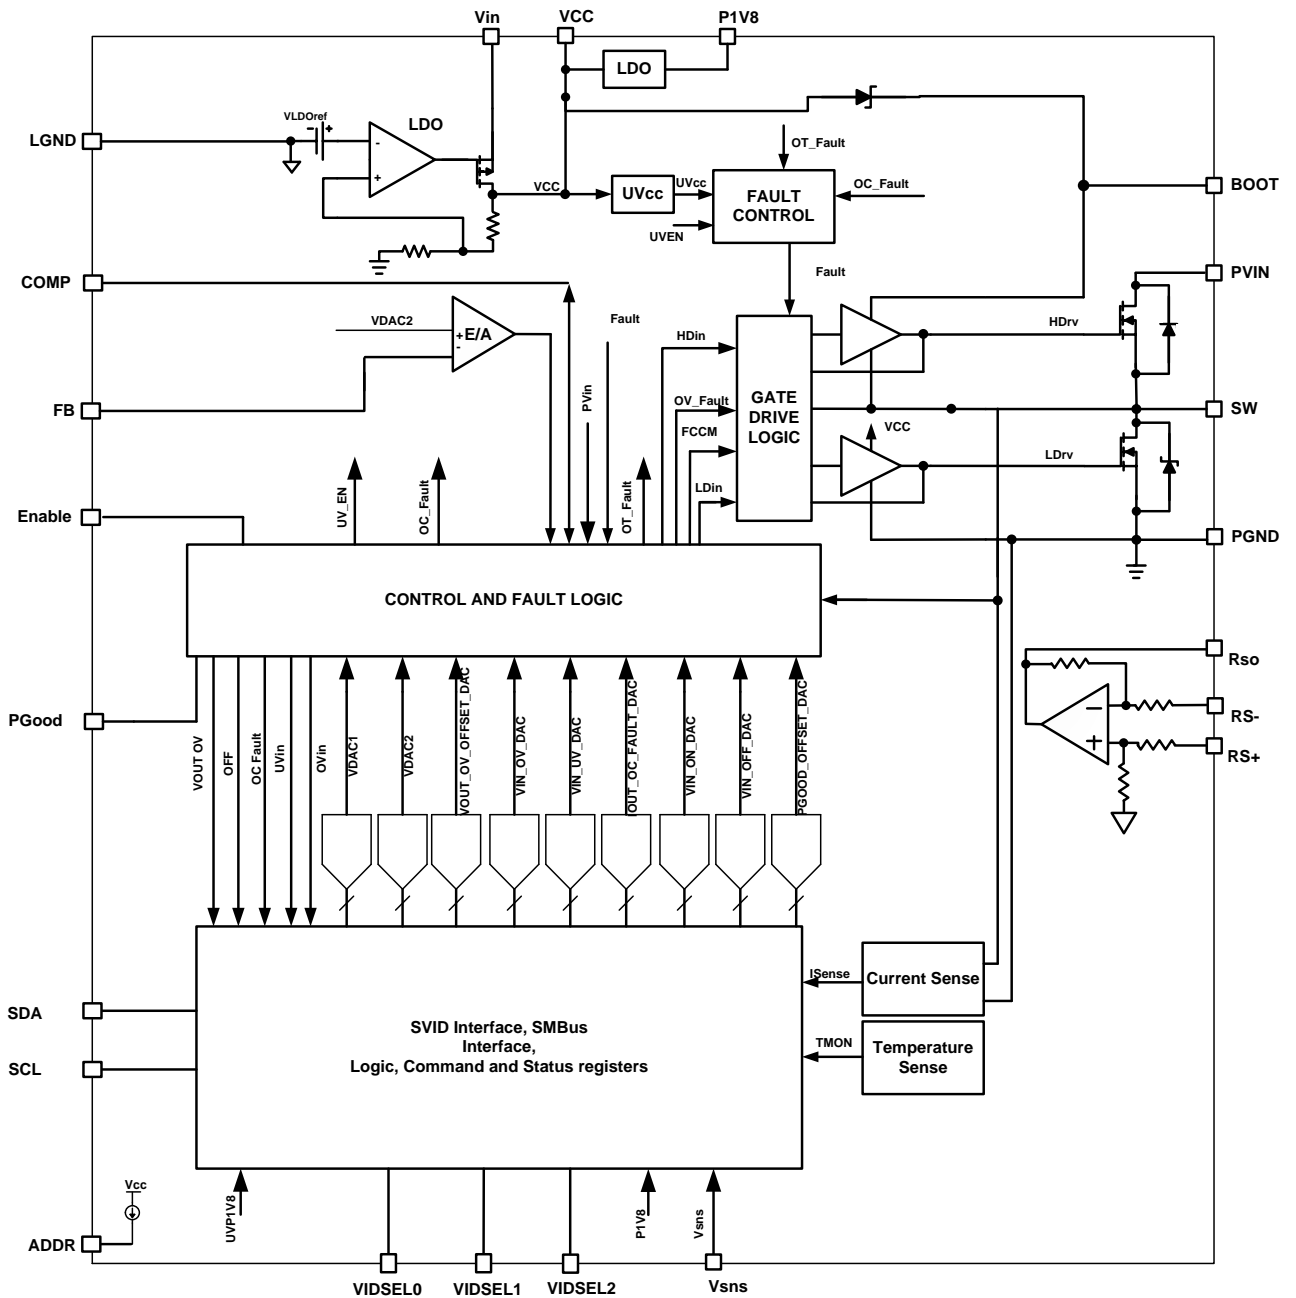 Vin
VCC
P1V8
LDO
VLDOref
- +
LDO
LGND
-
+
OT_Fault
VCC
UVcc
UVcc
FAULT
CONTROL
OC_Fault
BOOT
UVEN
Fault
PVIN
COMP
VDAC2
+E/A
-
Fault
HDin
HDrv
PVin
GATE
DRIVE
LOGIC
FB
OV_Fault
SW
FCCM
VCC
LDrv
LDin
UV_EN
OC_Fault
OT_Fault
Enable
PGND
CONTROL AND FAULT LOGIC
Rso
RS-
RS+
PGood
VOUT OV
OFF
OC Fault
UVin
OVin
VDAC1
VDAC2
VOUT_OV_OFFSET_DAC
VIN_OV_DAC
VIN_UV_DAC
IOUT_OC_FAULT_DAC
VIN_ON_DAC
VIN_OFF_DAC
PGOOD_OFFSET_DAC
−
+
ISense
Current Sense
SDA
SVID Interface, SMBus
Interface,
Logic, Command and Status registers
TMON
Temperature
Sense
SCL
Vcc
UVP1V8
P1V8
Vsns
ADDR
VIDSEL0
VIDSEL1
VIDSEL2
Vsns